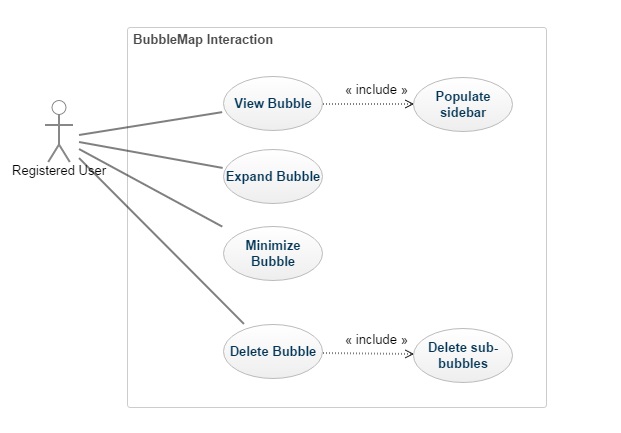 BubbleMap Interaction
« include »
View Bubble
Populate
sidebar
Registered User
Expand Bubble
Minimize
Bubble
« include »
Delete Bubble
Delete sub-
bubbles